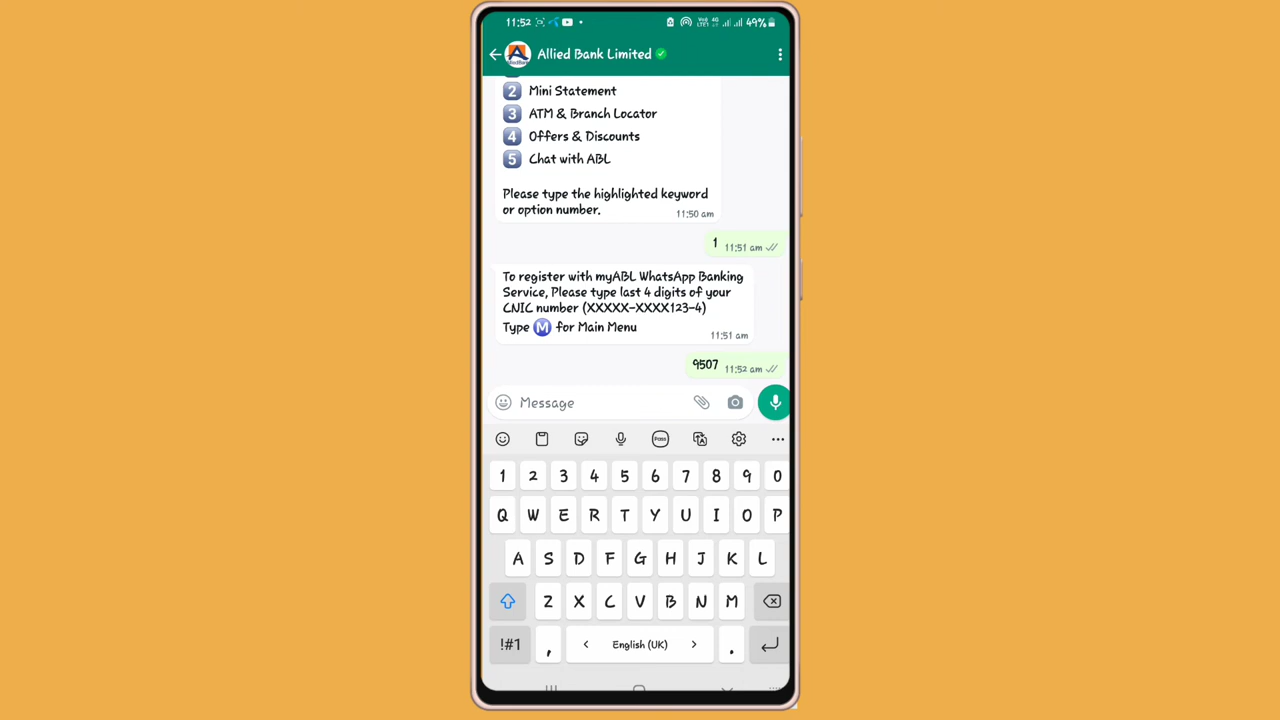 11:52
49%
Allied Bank Limited
2 Mini Statement
3 ATM & Branch Locator
4 Offers & Discounts
5 Chat with ABL
Please type the highlighted keyword
or option number.
11:50 am
1 11:51 am
To register with myABL WhatsApp Banking
Service, Please type last 4 digits of your
CNIC number (XXXXX-XXXX123-4)
Type M for Main Menu
11:51 am
9507 11:52 am
Message
Pass
1 2 3 4 5 6 7 8 9 0
Q W E R T Y U I O P
A S D F G H J K L
Z X C V B N M
!#1 , < English (UK) > .